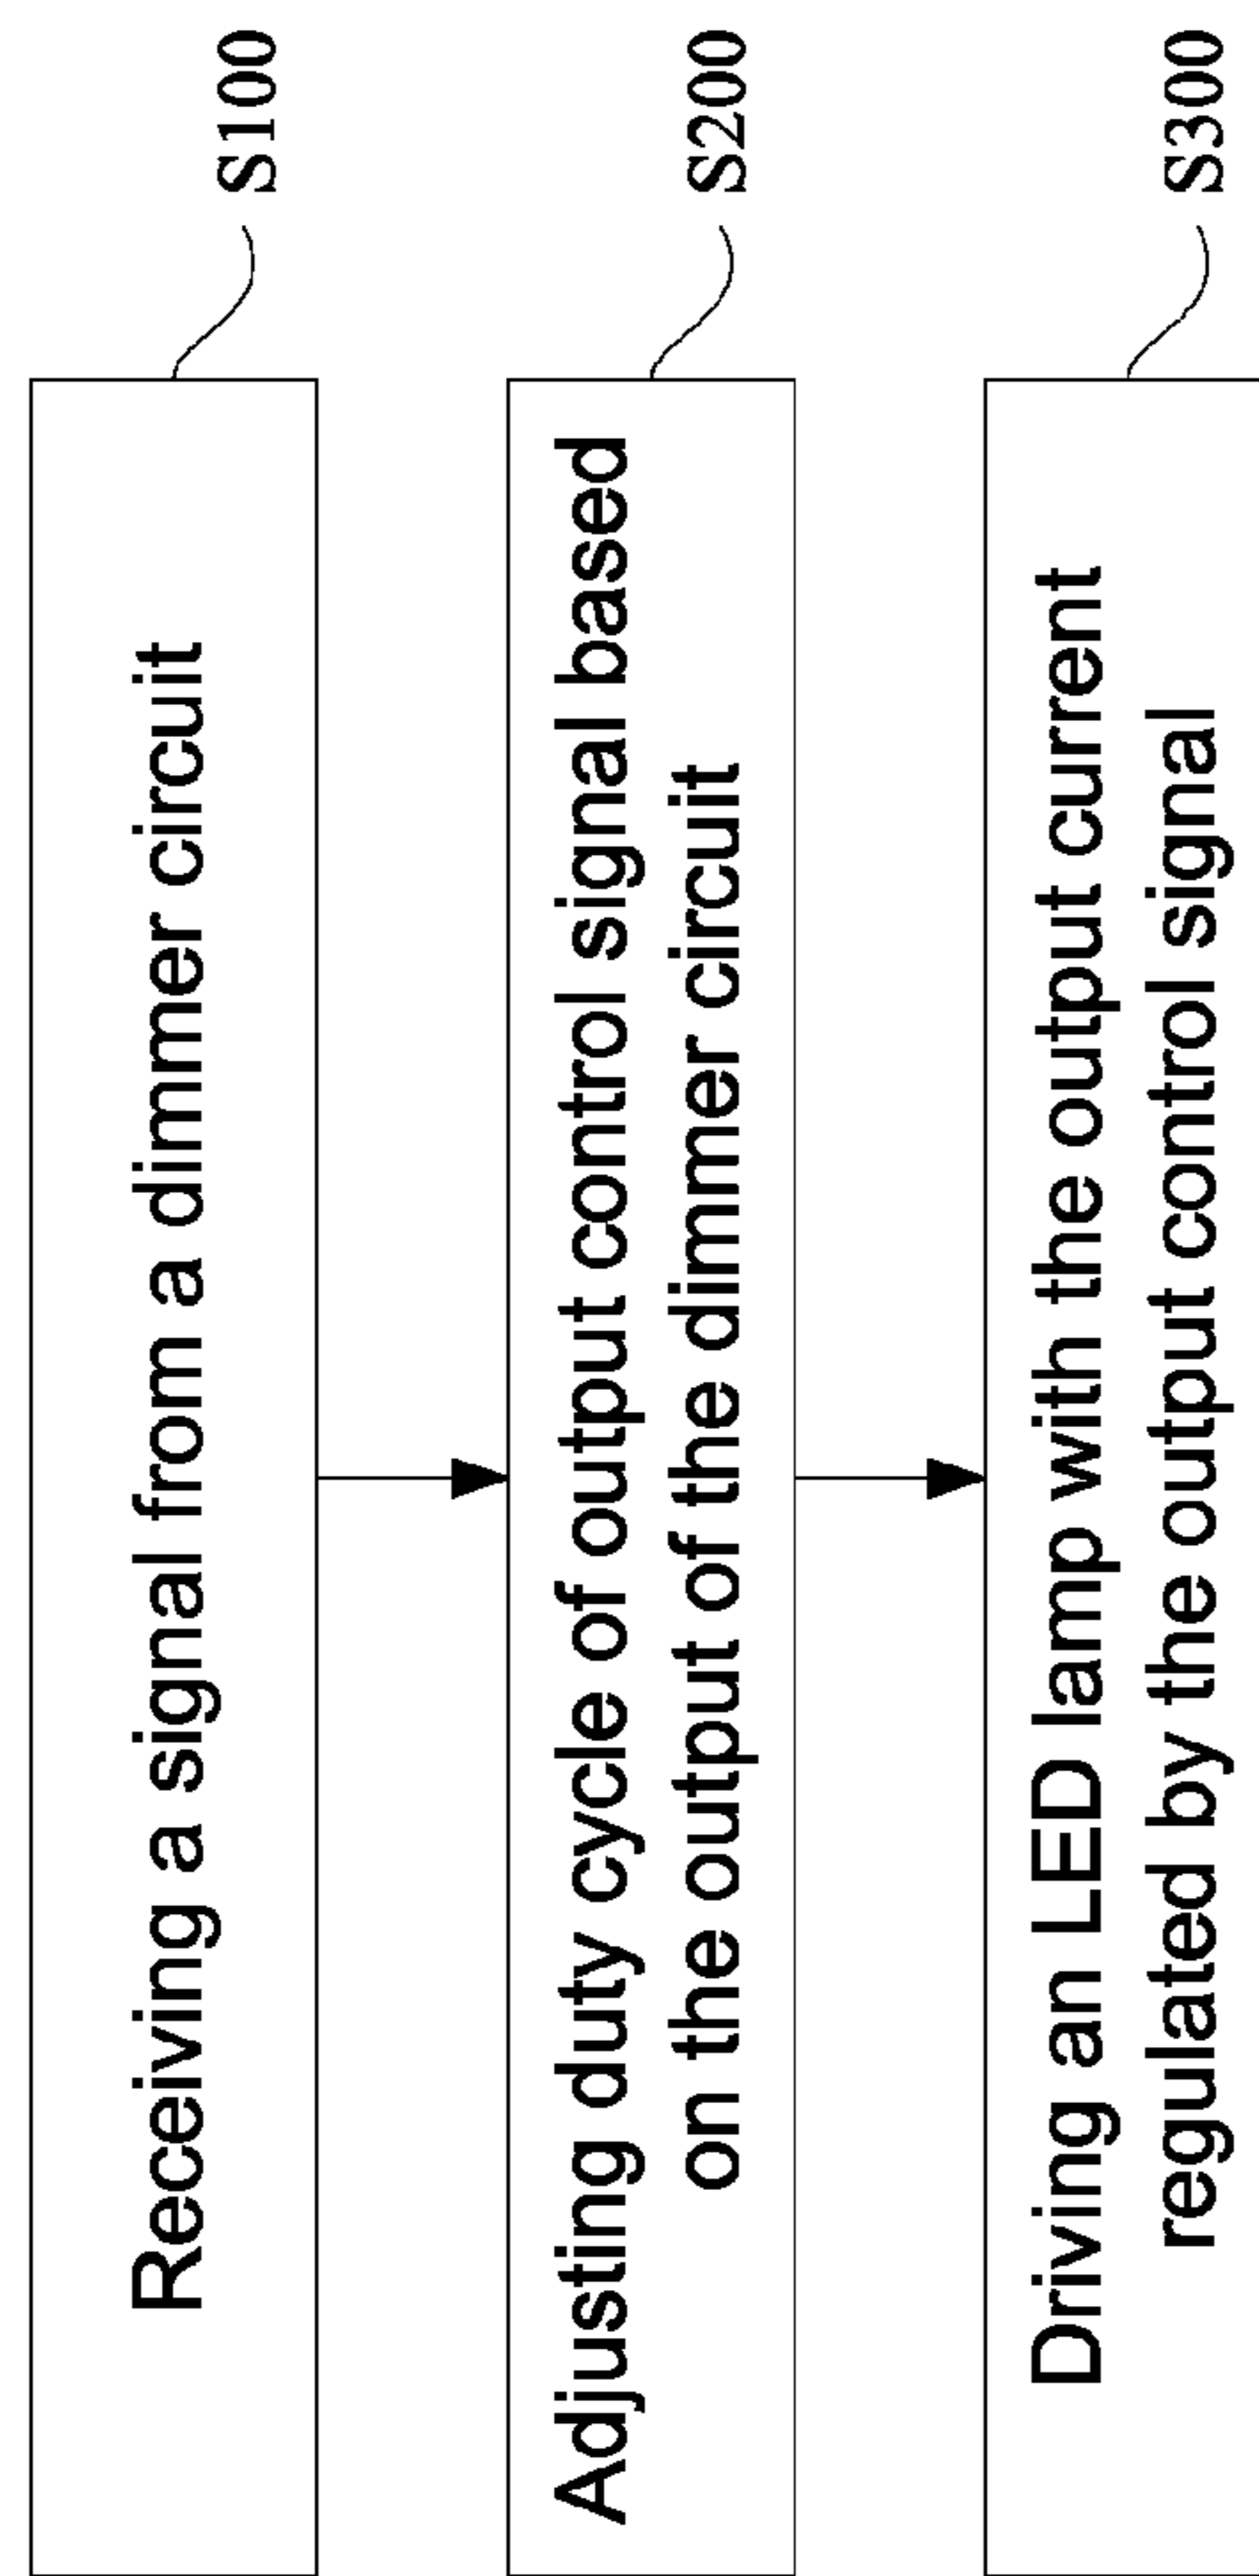 Receiving a signal from a dimmer circuit
S100
Adjusting duty cycle of output control signal based
on the output of the dimmer circuit
S200
Driving an LED lamp with the output current
regulated by the output control signal
S300